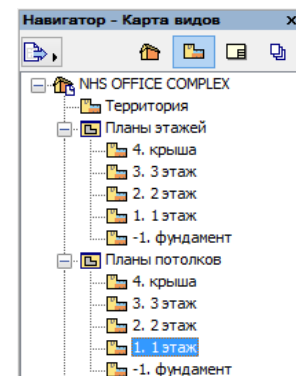 Навигатор - Карта видов x
NHS OFFICE COMPLEX
Территория
Планы этажей
4. крыша
3. 3 этаж
2. 2 этаж
1. 1 этаж
-1. фундамент
Планы потолков
4. крыша
3. 3 этаж
2. 2 этаж
1. 1 этаж
-1. фундамент